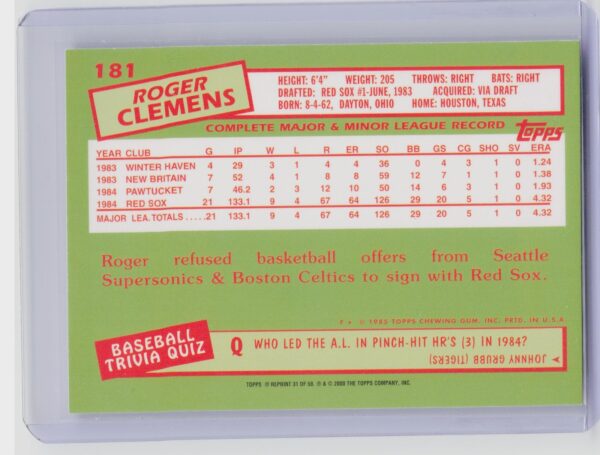 181
ROGER
CLEMENS
HEIGHT: 6'4" WEIGHT: 205 THROWS: RIGHT BATS: RIGHT
DRAFTED: RED SOX #1-JUNE, 1983 ACQUIRED: VIA DRAFT
BORN: 8-4-62, DAYTON, OHIO HOME: HOUSTON, TEXAS
COMPLETE MAJOR & MINOR LEAGUE RECORD
Topps
YEAR CLUB G IP W L R ER SO BB GS CG SHO SV ERA
1983 WINTER HAVEN 4 29 3 1 4 4 36 0 4 3 1 0 1.24
1983 NEW BRITAIN 7 52 4 1 8 8 59 12 7 1 1 0 1.38
1984 PAWTUCKET 7 46.2 2 3 12 10 50 14 6 3 1 0 1.93
1984 RED SOX 21 133.1 9 4 67 64 126 29 20 5 1 0 4.32
MAJOR LEA. TOTALS..... 21 133.1 9 4 67 64 126 29 20 5 1 0 4.32
Roger refused basketball offers from Seattle
Supersonics & Boston Celtics to sign with Red Sox.
© 1985 TOPPS CHEWING GUM, INC. PRTD. IN U.S.A.
BASEBALL
TRIVIA QUIZ
Q WHO LED THE A.L. IN PINCH-HIT HR'S (3) IN 1984?
JOHNNY GRUBB (TIGERS)
TOPPS ® REPRINT 31 OF 50. ® & © 2000 THE TOPPS COMPANY, INC.